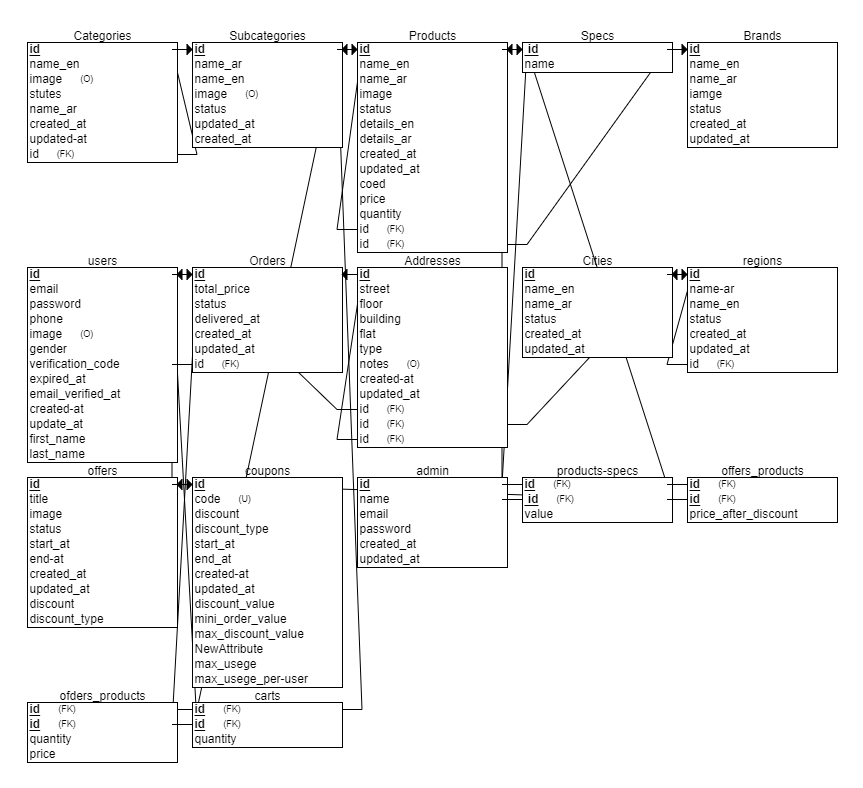 Categories
id
name_en
image (O)
stutes
name_ar
created_at
updated-at
id (FK)
Subcategories
id
name_ar
name_en
image (O)
status
updated_at
created_at
Products
id
name_en
name_ar
image
status
details_en
details_ar
created_at
updated_at
coed
price
quantity
id (FK)
id (FK)
Specs
id
name
Brands
id
name_en
name_ar
iamge
status
created_at
updated_at
users
id
email
password
phone
image (O)
gender
verification_code
expired_at
email_verified_at
created-at
update_at
first_name
last_name
Orders
id
total_price
status
delivered_at
created_at
updated_at
id (FK)
Addresses
id
street
floor
building
flat
type
notes (O)
created-at
updated_at
id (FK)
id (FK)
id (FK)
Cities
id
name_en
name_ar
status
created_at
updated_at
regions
id
name-ar
name_en
status
created_at
updated_at
id (FK)
offers
id
title
image
status
start_at
end-at
created_at
updated_at
discount
discount_type
coupons
id
code (U)
discount
discount_type
start_at
end_at
created-at
updated_at
discount_value
mini_order_value
max_discount_value
NewAttribute
max_usege
max_usege_per-user
admin
id
name
email
password
created_at
updated_at
products-specs
id (FK)
id (FK)
value
offers_products
id (FK)
id (FK)
price_after_discount
ofders_products
id (FK)
id (FK)
quantity
price
carts
id (FK)
id (FK)
quantity